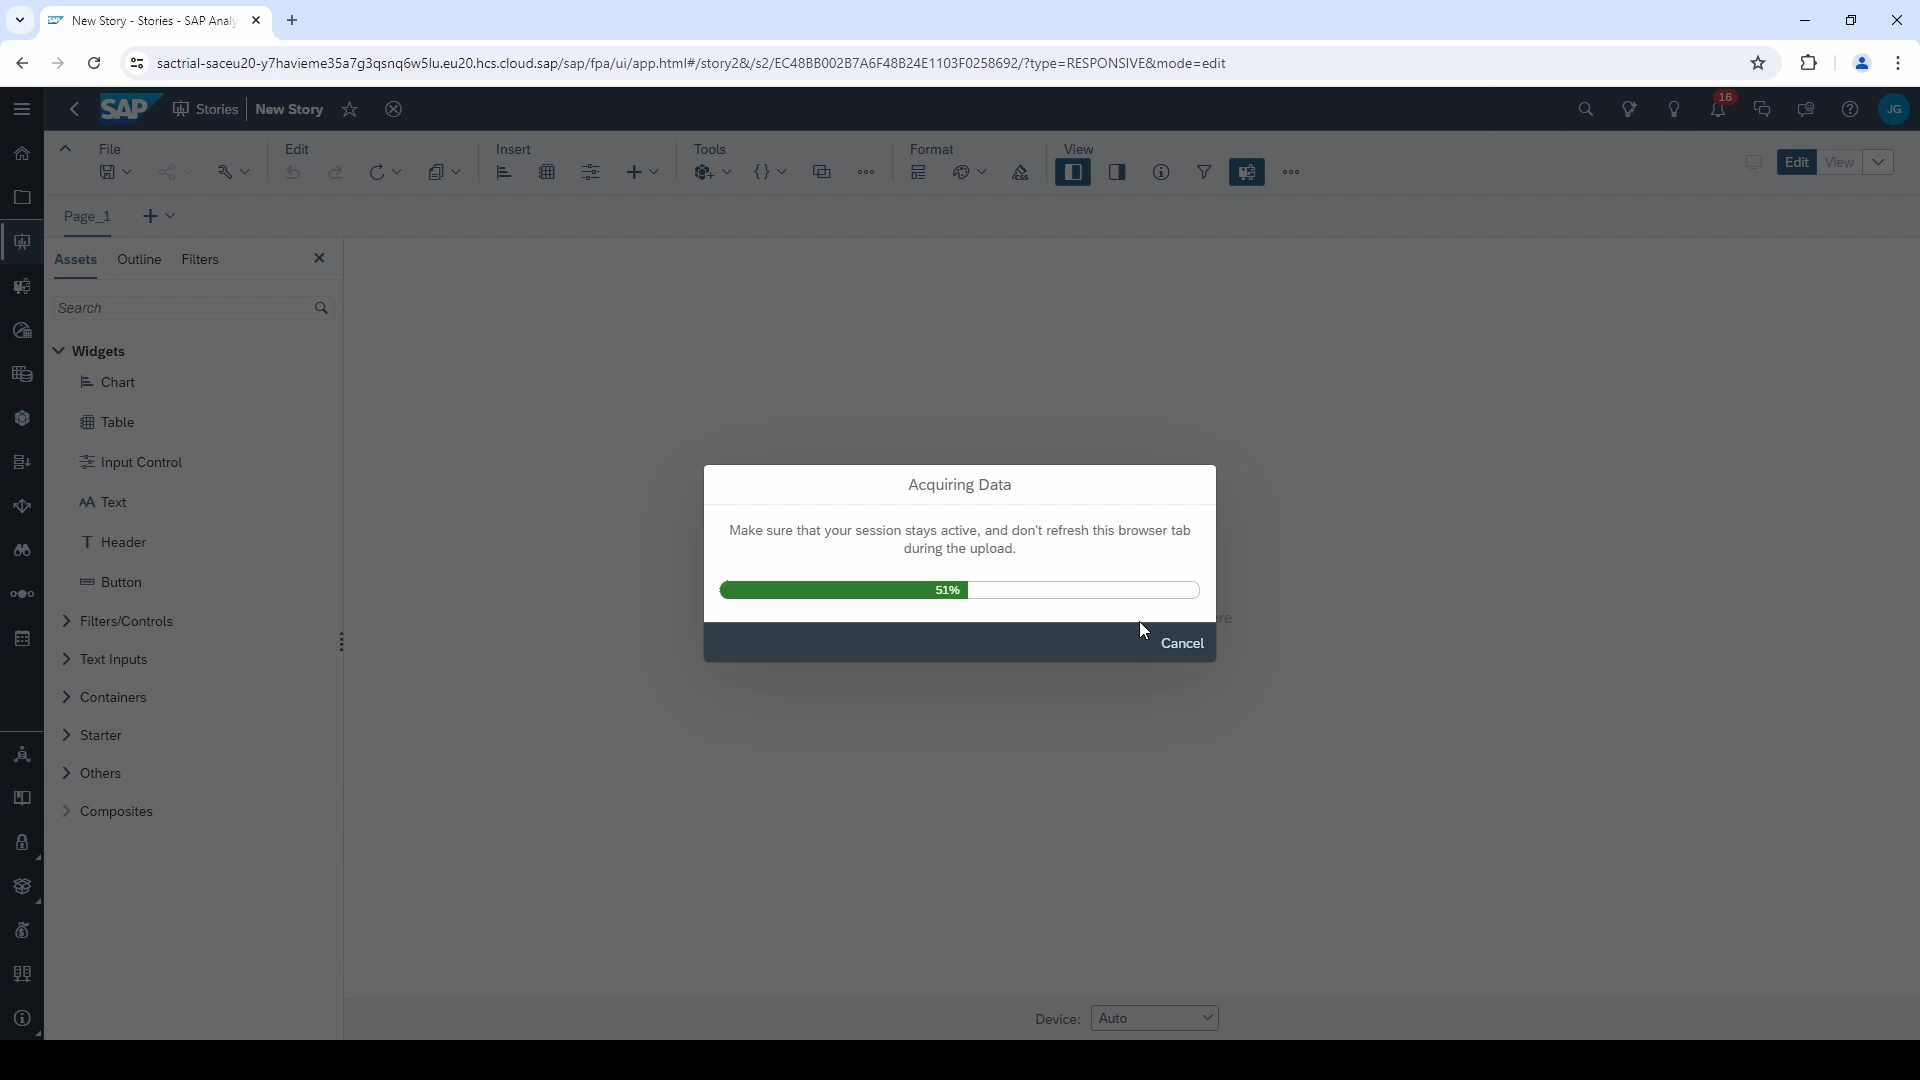 New Story - Stories - SAP Analy
sactrial-saceu20-y7havieme35a7g3qsnq6w5lu.eu20.hcs.cloud.sap/sap/fpa/ui/app.html#/story2&/s2/EC48BB002B7A6F48B24E1103F0258692/?type=RESPONSIVE&mode=edit
SAP Stories New Story 16 JG
File Edit Insert Tools Format View
Edit View
Page_1
Assets Outline Filters
Search
Widgets
Chart
Table
Input Control
AA Text
T Header
Button
Filters/Controls
Text Inputs
Containers
Starter
Others
Composites
Acquiring Data
Make sure that your session stays active, and don't refresh this browser tab
during the upload.
51%
re
Cancel
Device: Auto